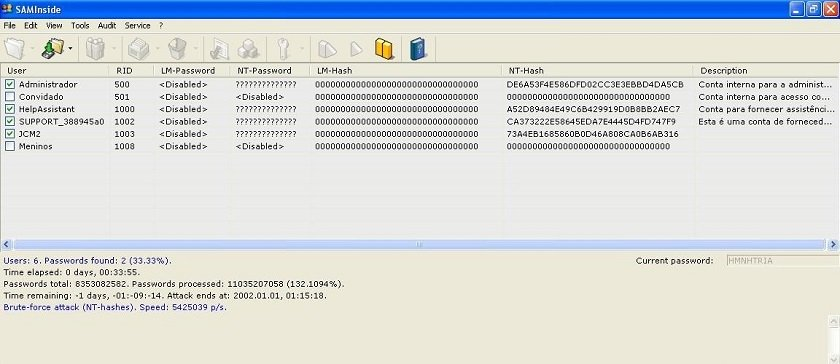 SAMInside
File Edit View Tools Audit Service ?
User RID LM-Password NT-Password LM-Hash NT-Hash Description
Administrador 500 <Disabled> ?????????????? 00000000000000000000000000000000 DE6A53F4E586DFD02CC3E3EBBD4DA5CB Conta interna para a administ...
Convidado 501 <Disabled> <Disabled> 00000000000000000000000000000000 00000000000000000000000000000000 Conta interna para acesso co...
HelpAssistant 1000 <Disabled> ?????????????? 00000000000000000000000000000000 A52D89484E49C6B429919D0B8BB2AEC7 Conta para fornecer assistênci...
SUPPORT_388945a0 1002 <Disabled> ?????????????? 00000000000000000000000000000000 CA373222E58645EDA7E4445D4FD747F9 Esta é uma conta de forneced...
JCM2 1003 <Disabled> ?????????????? 00000000000000000000000000000000 73A4EB1685860B0D46A808CA0B6AB316
Meninos 1008 <Disabled> <Disabled> 00000000000000000000000000000000 00000000000000000000000000000000
Users: 6. Passwords found: 2 (33.33%). Current password: HMNHTRIA
Time elapsed: 0 days, 00:33:55.
Passwords total: 8353082582. Passwords processed: 11035207058 (132.1094%).
Time remaining: -1 days, -01:-09:-14. Attack ends at: 2002.01.01, 01:15:18.
Brute-force attack (NT-hashes). Speed: 5425039 p/s.